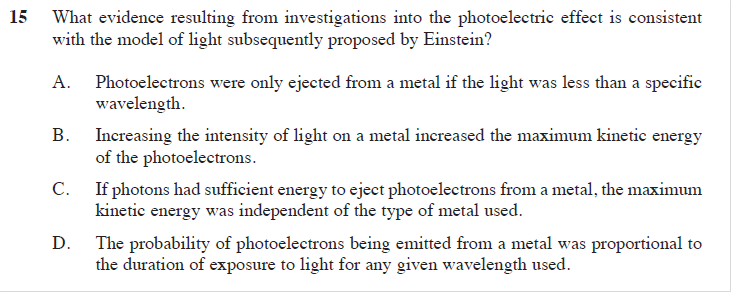 15 What evidence resulting from investigations into the photoelectric effect is consistent
with the model of light subsequently proposed by Einstein?
A. Photoelectrons were only ejected from a metal if the light was less than a specific
wavelength.
B. Increasing the intensity of light on a metal increased the maximum kinetic energy
of the photoelectrons.
C. If photons had sufficient energy to eject photoelectrons from a metal, the maximum
kinetic energy was independent of the type of metal used.
D. The probability of photoelectrons being emitted from a metal was proportional to
the duration of exposure to light for any given wavelength used.